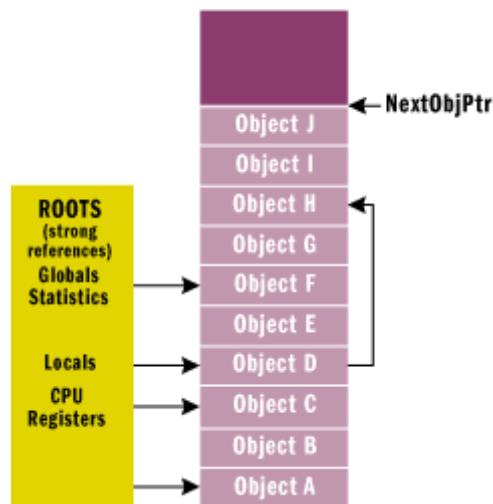 NextObjPtr
Object J
Object I
ROOTS
(strong
references)
Globals
Statistics
Locals
CPU
Registers
Object H
Object G
Object F
Object E
Object D
Object C
Object B
Object A